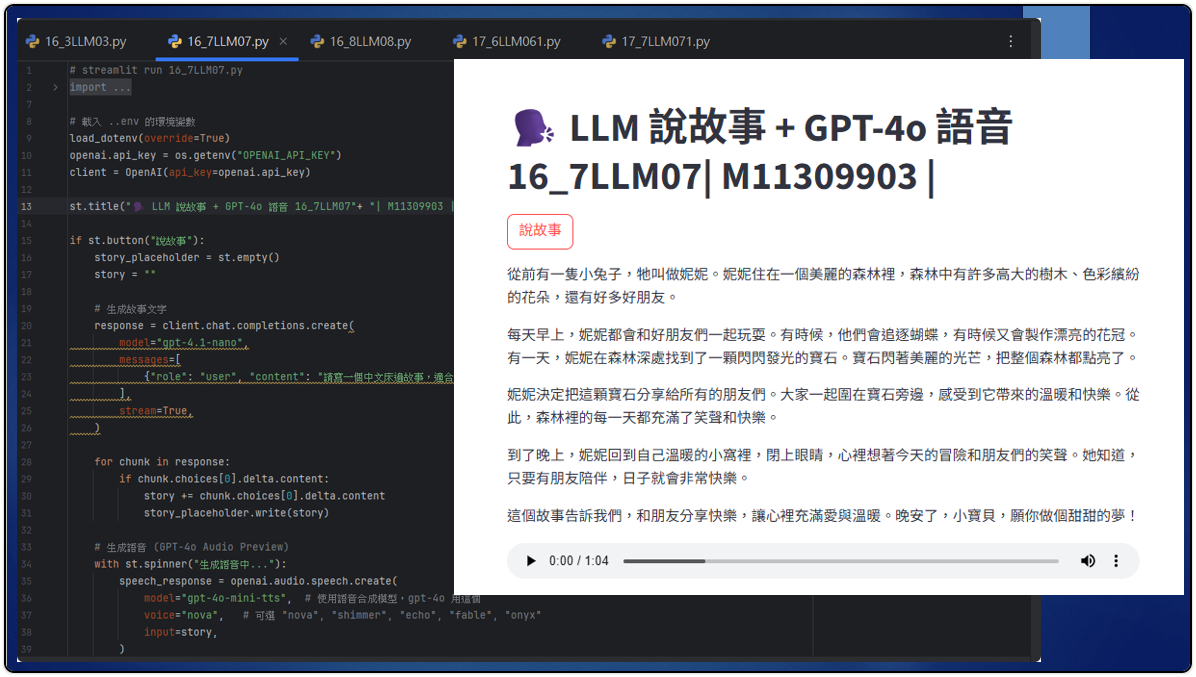 16_3LLM03.py
16_7LLM07.py
16_8LLM08.py
17_6LLM061.py
17_7LLM071.py
1 # streamlit run 16_7LLM07.py
2 import ...
7
8 # 載入 ..env 的環境變數
9 load_dotenv(override=True)
10 openai.api_key = os.getenv("OPENAI_API_KEY")
11 client = OpenAI(api_key=openai.api_key)
12
13 st.title("🗣 LLM 說故事 + GPT-4o 語音 16_7LLM07"+ "| M11309903 |
14
15 if st.button("說故事"):
16 story_placeholder = st.empty()
17 story = ""
18
19 # 生成故事文字
20 response = client.chat.completions.create(
21 model="gpt-4.1-nano",
22 messages=[
23 {"role": "user", "content": "請寫一個中文床邊故事，適合
24 ],
25 stream=True,
26 )
27
28 for chunk in response:
29 if chunk.choices[0].delta.content:
30 story += chunk.choices[0].delta.content
31 story_placeholder.write(story)
32
33 # 生成語音 (GPT-4o Audio Preview)
34 with st.spinner("生成語音中..."):
35 speech_response = openai.audio.speech.create(
36 model="gpt-4o-mini-tts", # 使用語音合成模型，gpt-4o 用這個
37 voice="nova", # 可選 "nova", "shimmer", "echo", "fable", "onyx"
38 input=story,
39 )
🗣 LLM 說故事 + GPT-4o 語音
16_7LLM07| M11309903 |
說故事
從前有一隻小兔子，牠叫做妮妮。妮妮住在一個美麗的森林裡，森林中有許多高大的樹木、色彩繽紛
的花朵，還有好多好朋友。
每天早上，妮妮都會和好朋友們一起玩耍。有時候，他們會追逐蝴蝶，有時候又會製作漂亮的花冠。
有一天，妮妮在森林深處找到了一顆閃閃發光的寶石。寶石閃著美麗的光芒，把整個森林都點亮了。
妮妮決定把這顆寶石分享給所有的朋友們。大家一起圍在寶石旁邊，感受到它帶來的溫暖和快樂。從
此，森林裡的每一天都充滿了笑聲和快樂。
到了晚上，妮妮回到自己溫暖的小窩裡，閉上眼睛，心裡想著今天的冒險和朋友們的笑聲。她知道，
只要有朋友陪伴，日子就會非常快樂。
這個故事告訴我們，和朋友分享快樂，讓心裡充滿愛與溫暖。晚安了，小寶貝，願你做個甜甜的夢！
0:00 / 1:04